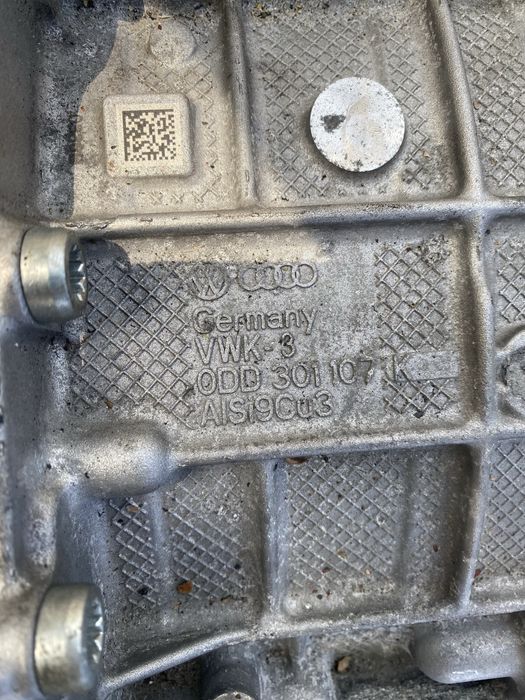 Germany
VWK-3
0DD 301 107 K
AlSi9Cu3